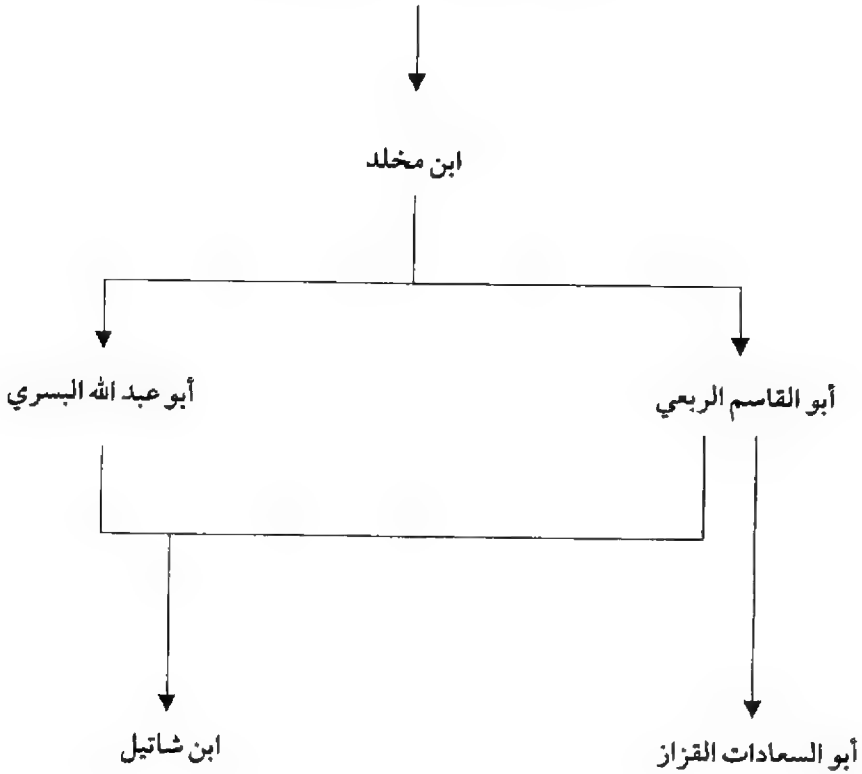 ابن مخلد
أبو القاسم الربعي
أبو عبد الله البسري
أبو السعادات القزاز
ابن شاتيل